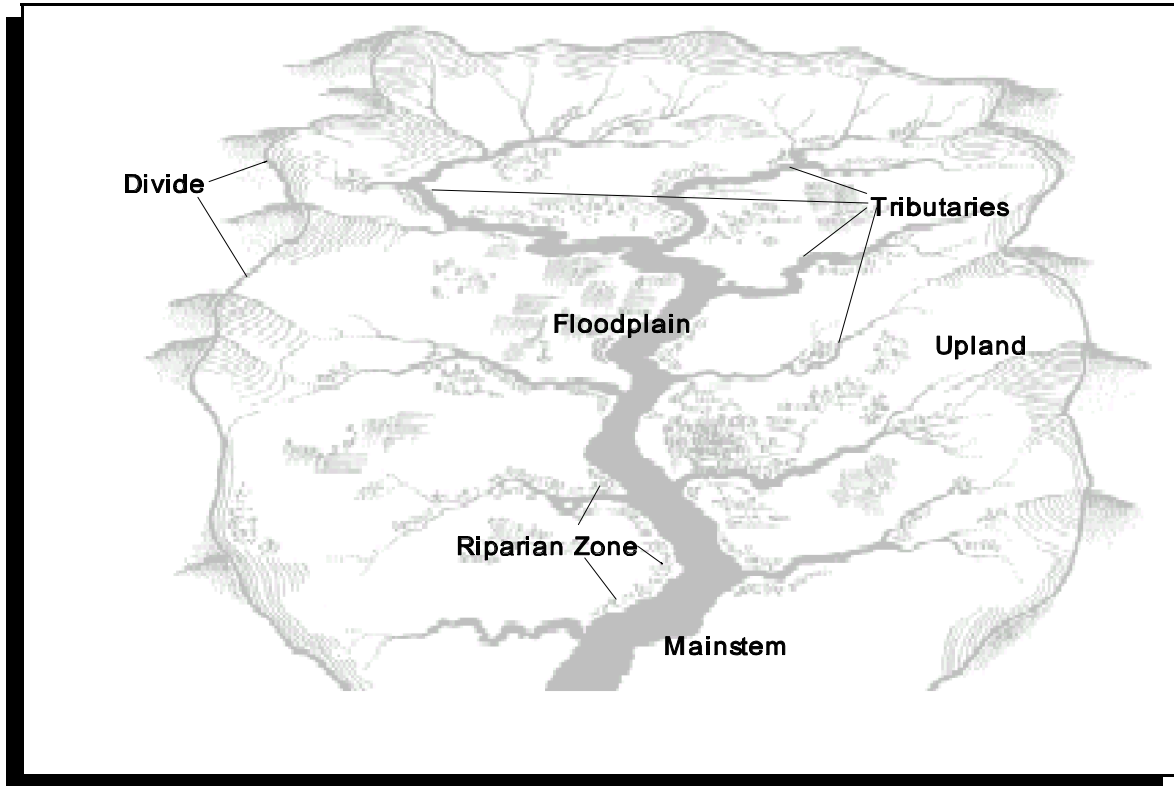 Divide
Tributaries
Floodplain
Upland
Riparian Zone
Mainstem